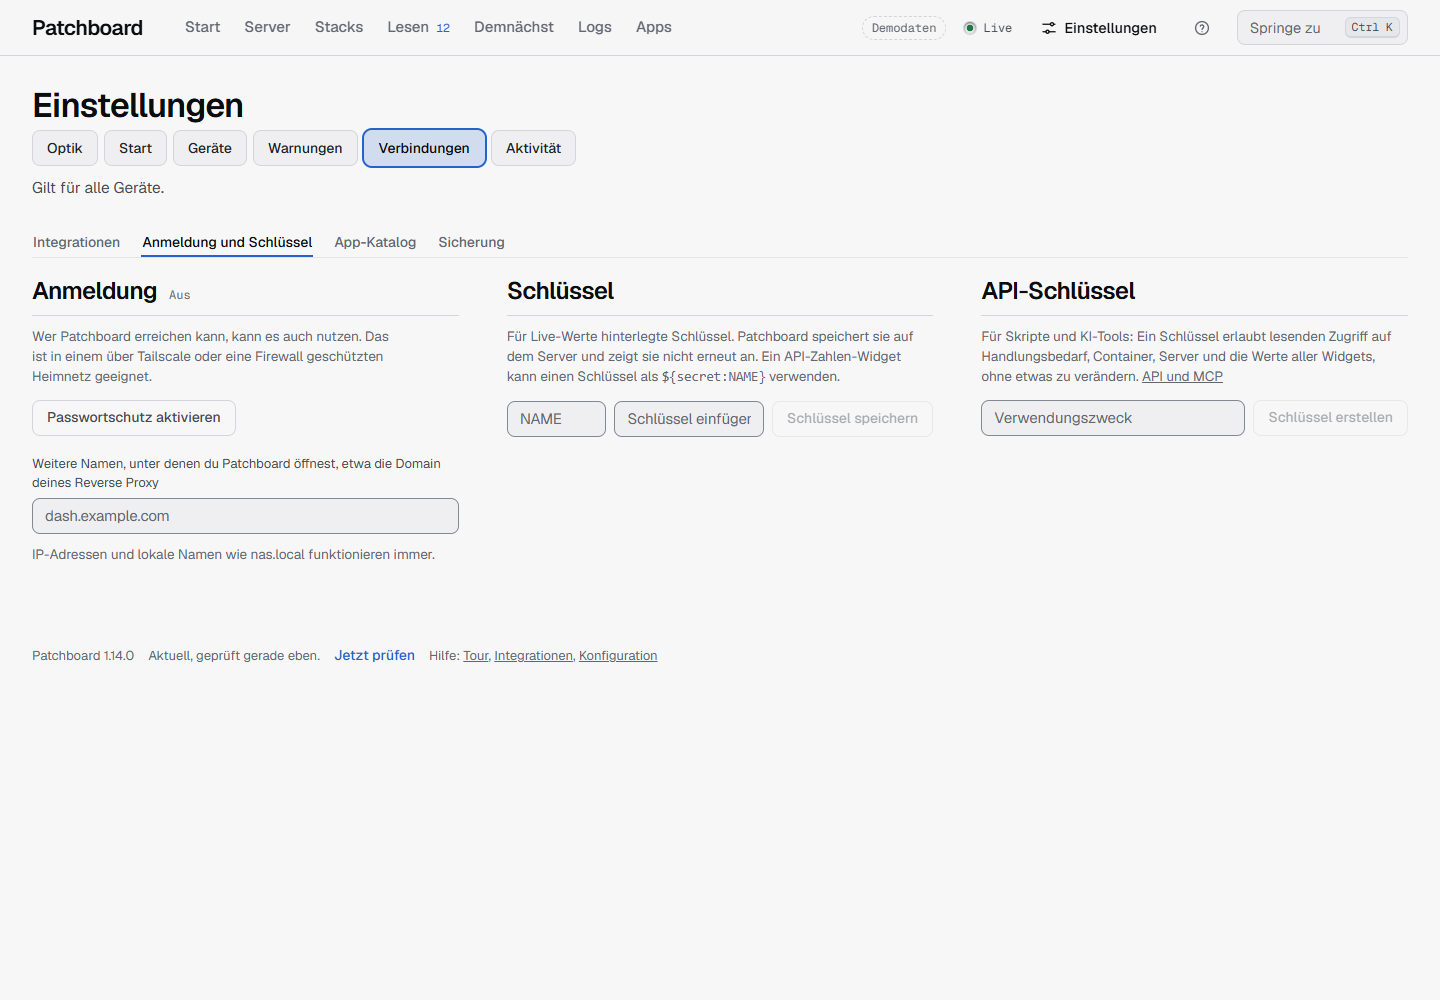 Patchboard Start Server Stacks Lesen 12 Demnächst Logs Apps Demodaten Live Einstellungen Springe zu Ctrl K
Einstellungen
Optik Start Geräte Warnungen Verbindungen Aktivität
Gilt für alle Geräte.
Integrationen Anmeldung und Schlüssel App-Katalog Sicherung
Anmeldung Aus
Wer Patchboard erreichen kann, kann es auch nutzen. Das
ist in einem über Tailscale oder eine Firewall geschützten
Heimnetz geeignet.
Passwortschutz aktivieren
Weitere Namen, unter denen du Patchboard öffnest, etwa die Domain
deines Reverse Proxy
dash.example.com
IP-Adressen und lokale Namen wie nas.local funktionieren immer.
Schlüssel
Für Live-Werte hinterlegte Schlüssel. Patchboard speichert sie auf
dem Server und zeigt sie nicht erneut an. Ein API-Zahlen-Widget
kann einen Schlüssel als ${secret:NAME} verwenden.
NAME Schlüssel einfüger Schlüssel speichern
API-Schlüssel
Für Skripte und KI-Tools: Ein Schlüssel erlaubt lesenden Zugriff auf
Handlungsbedarf, Container, Server und die Werte aller Widgets,
ohne etwas zu verändern. API und MCP
Verwendungszweck Schlüssel erstellen
Patchboard 1.14.0 Aktuell, geprüft gerade eben. Jetzt prüfen Hilfe: Tour, Integrationen, Konfiguration